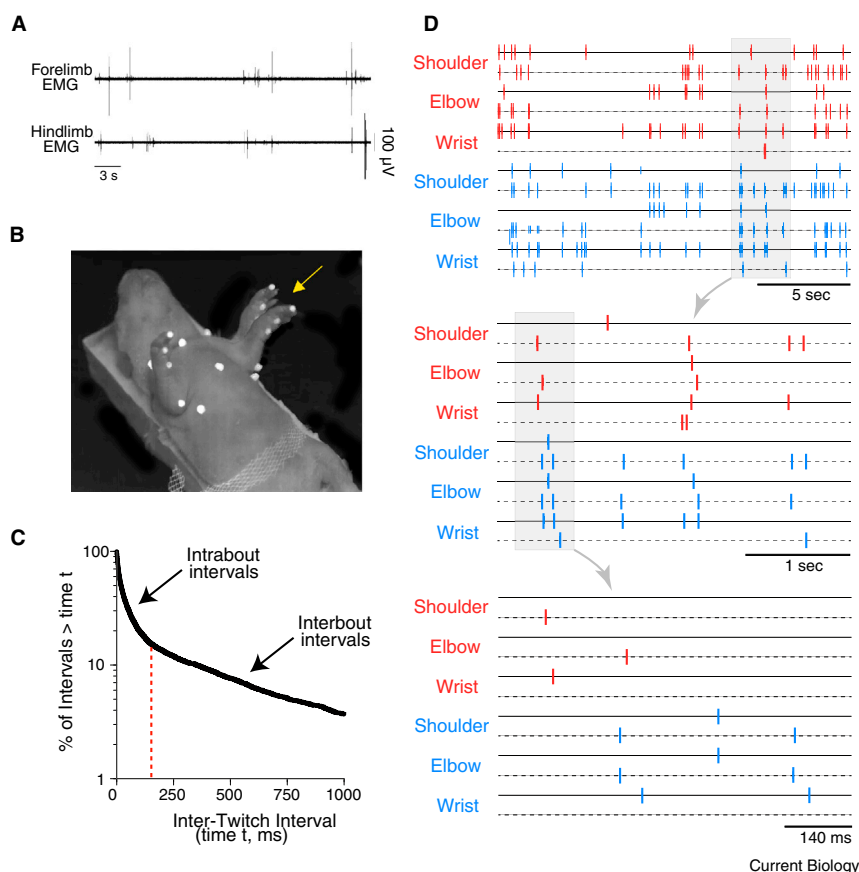 A
Forelimb
EMG
Hindlimb
EMG
100 µV
3 s
B
C
100
10
1
% of Intervals > time t
Intrabout
intervals
Interbout
intervals
0
250
500
750
1000
Inter-Twitch Interval
(time t, ms)
D
Shoulder
Elbow
Wrist
Shoulder
Elbow
Wrist
5 sec
Shoulder
Elbow
Wrist
Shoulder
Elbow
Wrist
1 sec
Shoulder
Elbow
Wrist
Shoulder
Elbow
Wrist
140 ms
Current Biology